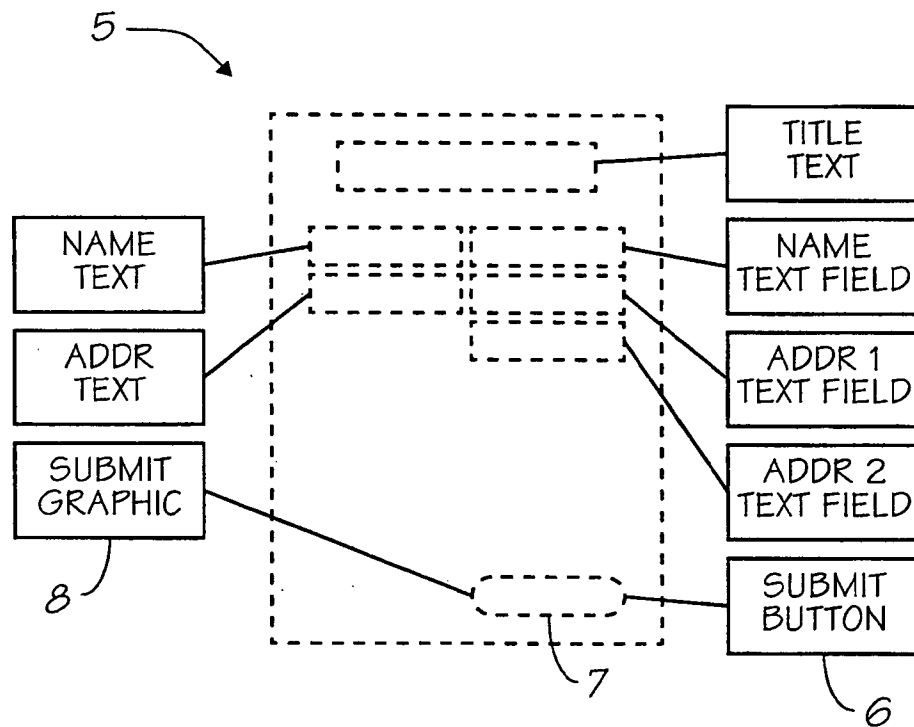 5
TITLE
TEXT
NAME
TEXT
NAME
TEXT FIELD
ADDR
TEXT
ADDR 1
TEXT FIELD
SUBMIT
GRAPHIC
ADDR 2
TEXT FIELD
8
SUBMIT
BUTTON
7
6